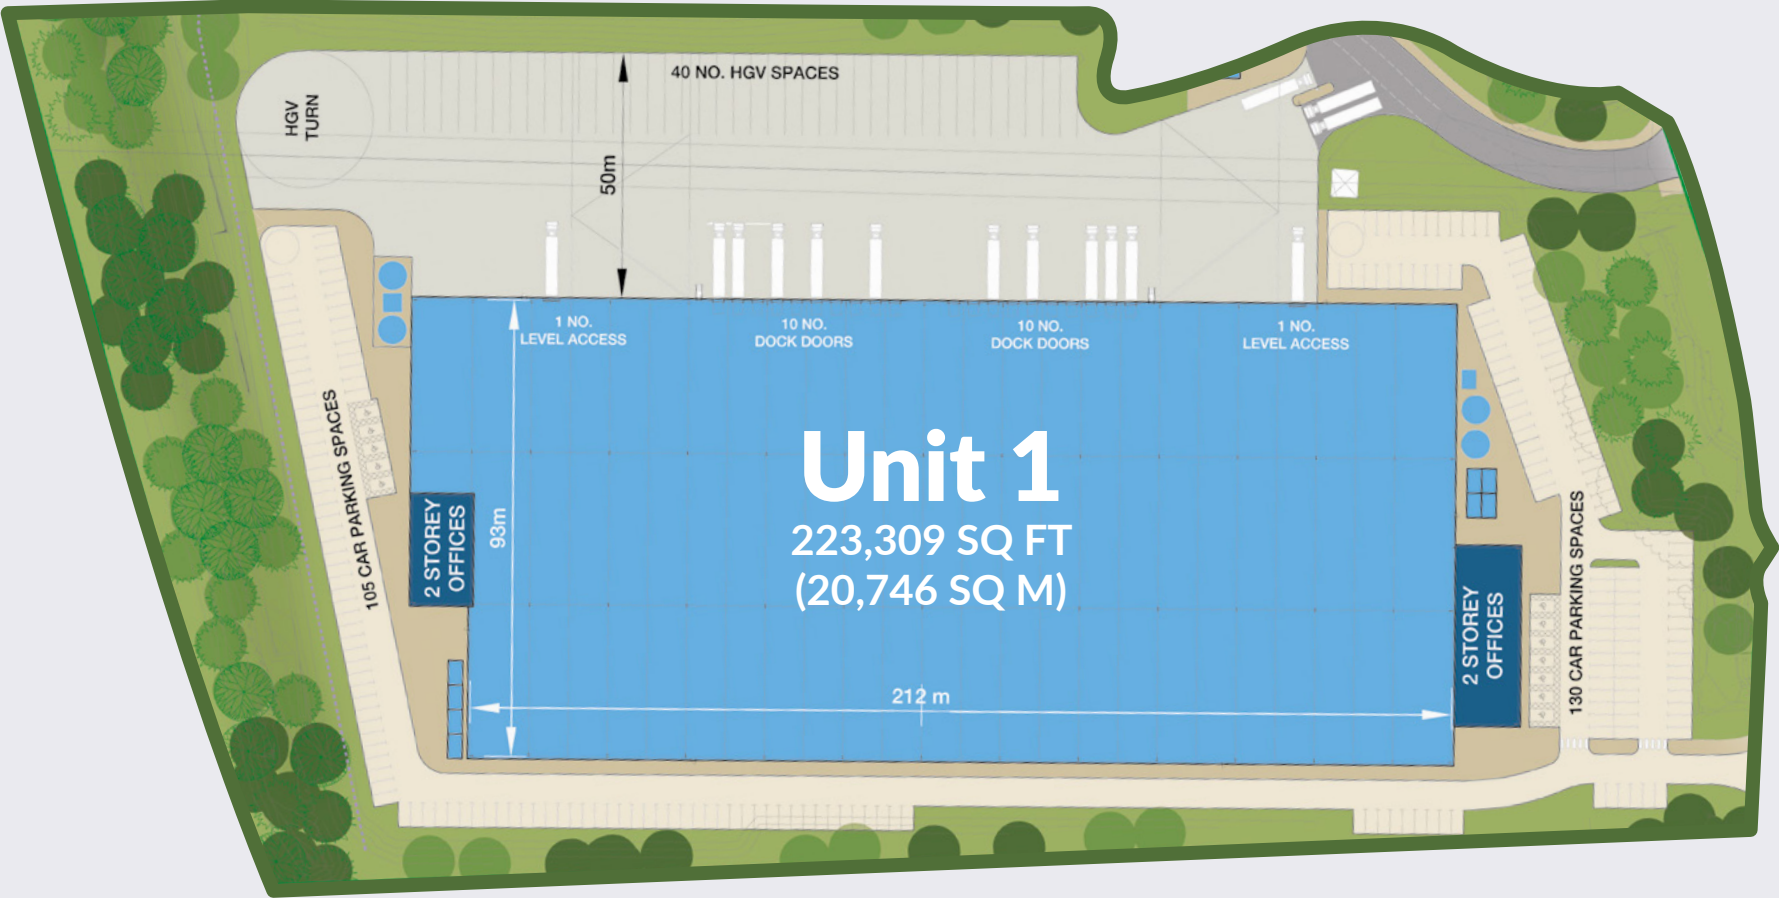 40 NO. HGV SPACES
HGV
TURN
50m
1 NO.
LEVEL ACCESS
10 NO.
DOCK DOORS
10 NO.
DOCK DOORS
1 NO.
LEVEL ACCESS
105 CAR PARKING SPACES
2 STOREY
OFFICES
93m
Unit 1
223,309 SQ FT
(20,746 SQ M)
212 m
2 STOREY
OFFICES
130 CAR PARKING SPACES